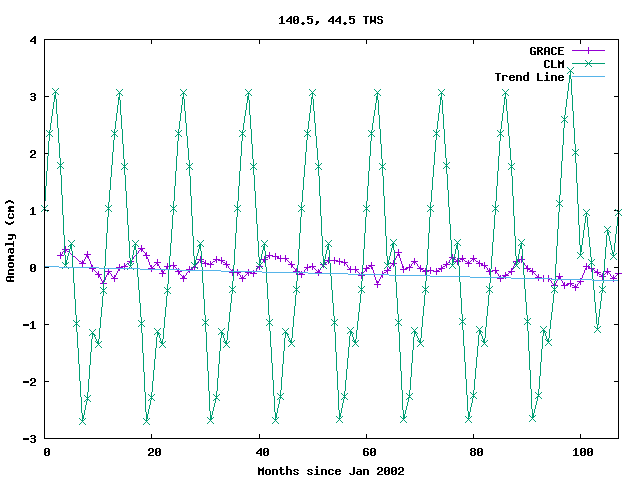 140.5, 44.5 TWS
GRACE
CLM
Trend Line
Anomaly (cm)
4
3
2
1
0
-1
-2
-3
0 20 40 60 80 100
Months since Jan 2002